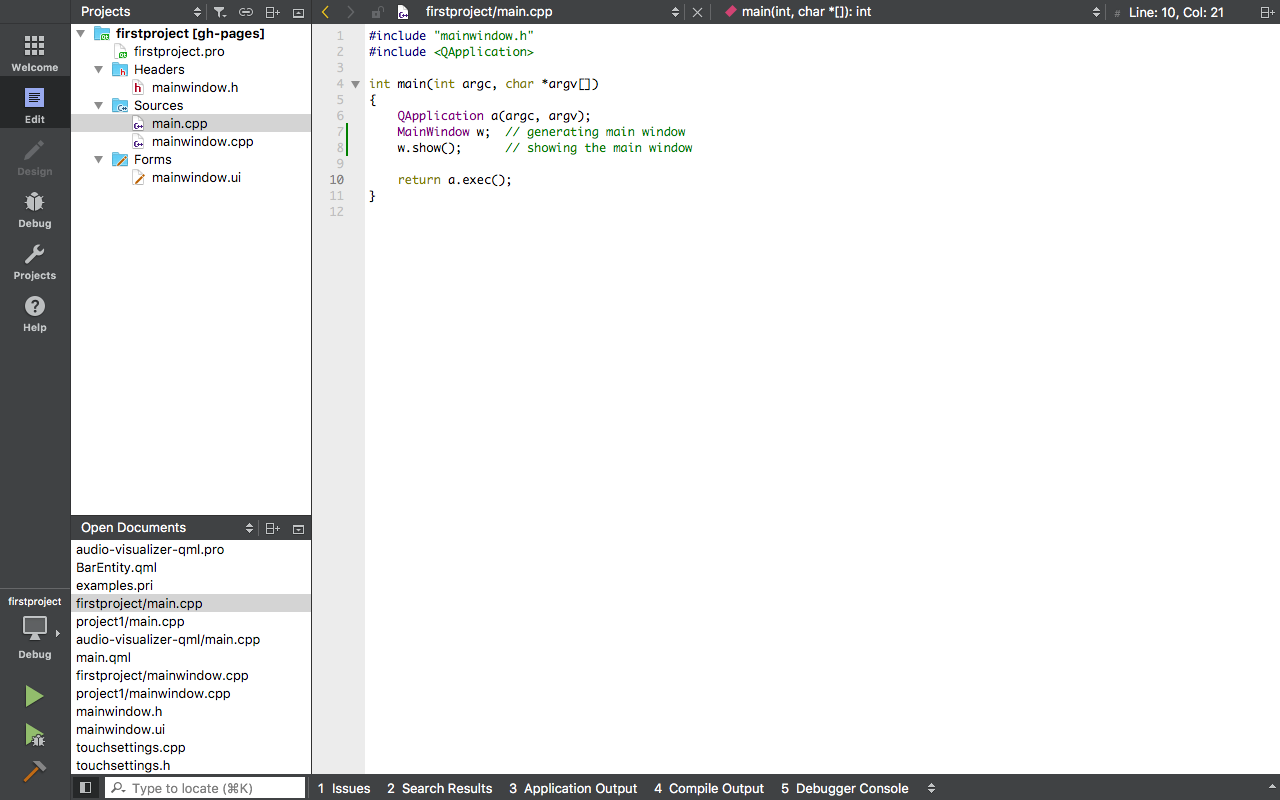 Projects
firstproject/main.cpp
main(int, char *[]): int
# Line: 10, Col: 21
Welcome
Edit
Design
Debug
Projects
Help
firstproject [gh-pages]
firstproject.pro
Headers
mainwindow.h
Sources
main.cpp
mainwindow.cpp
Forms
mainwindow.ui
1 #include "mainwindow.h"
2 #include <QApplication>
3
4 int main(int argc, char *argv[])
5 {
6     QApplication a(argc, argv);
7     MainWindow w;  // generating main window
8     w.show();      // showing the main window
9
10     return a.exec();
11 }
12
Open Documents
audio-visualizer-qml.pro
BarEntity.qml
examples.pri
firstproject/main.cpp
project1/main.cpp
audio-visualizer-qml/main.cpp
main.qml
firstproject/mainwindow.cpp
project1/mainwindow.cpp
mainwindow.h
mainwindow.ui
touchsettings.cpp
touchsettings.h
firstproject
Debug
Type to locate (⌘K)
1 Issues 2 Search Results 3 Application Output 4 Compile Output 5 Debugger Console